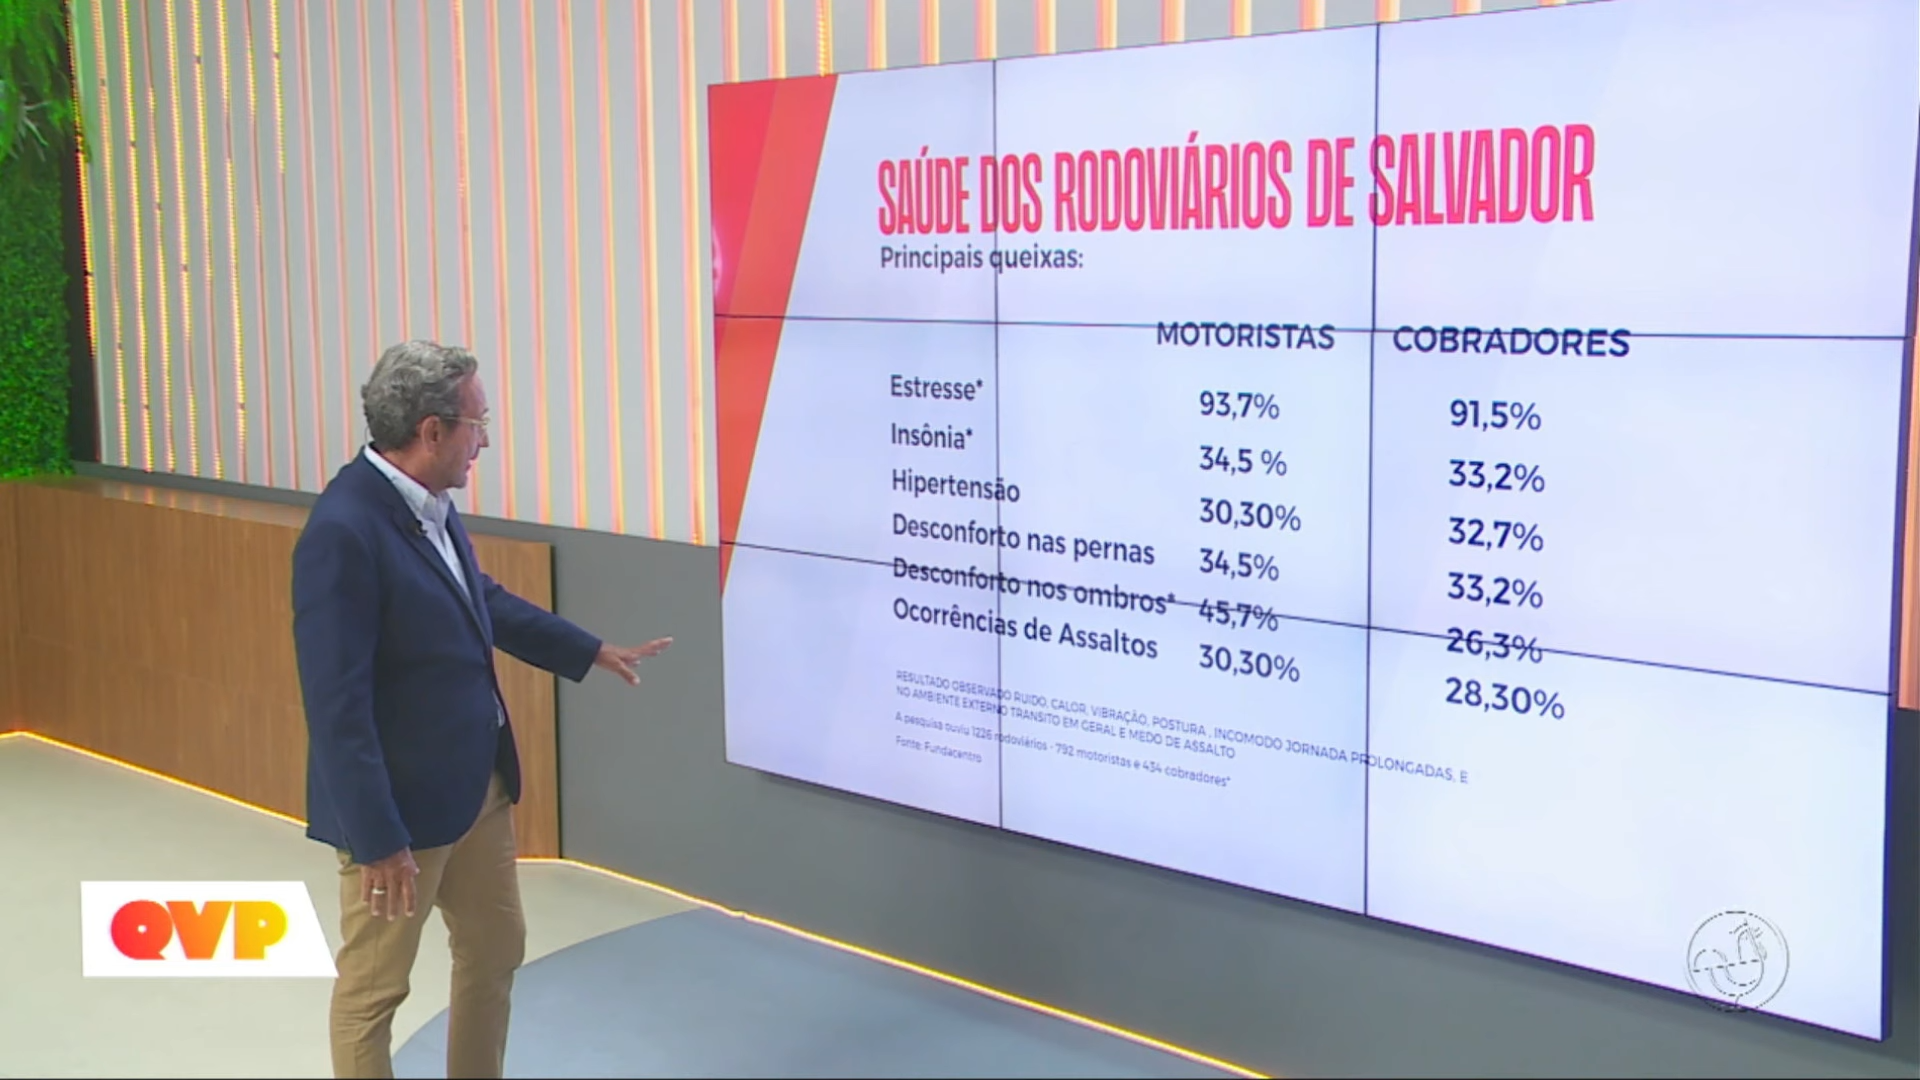 SAÚDE DOS RODOVIÁRIOS DE SALVADOR
Principais queixas:
MOTORISTAS COBRADORES
Estresse* 93,7% 91,5%
Insônia* 34,5 % 33,2%
Hipertensão 30,30% 32,7%
Desconforto nas pernas 34,5% 33,2%
Desconforto nos ombros* 45,7% 26,3%
Ocorrências de Assaltos 30,30% 28,30%
RESULTADO OBSERVADO RUIDO, CALOR, VIBRAÇÃO, POSTURA , INCOMODO JORNADA PROLONGADAS, E
NO AMBIENTE EXTERNO TRANSITO EM GERAL E MEDO DE ASSALTO
A pesquisa ouviu 1226 rodoviários - 792 motoristas e 434 cobradores*
Fonte: Fundacentro
QVP